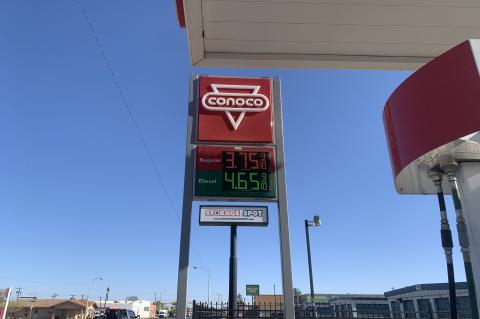 CONOCO
Regular 3.75 9/10
Diesel 4.65 9/10
STORAGE SPOT